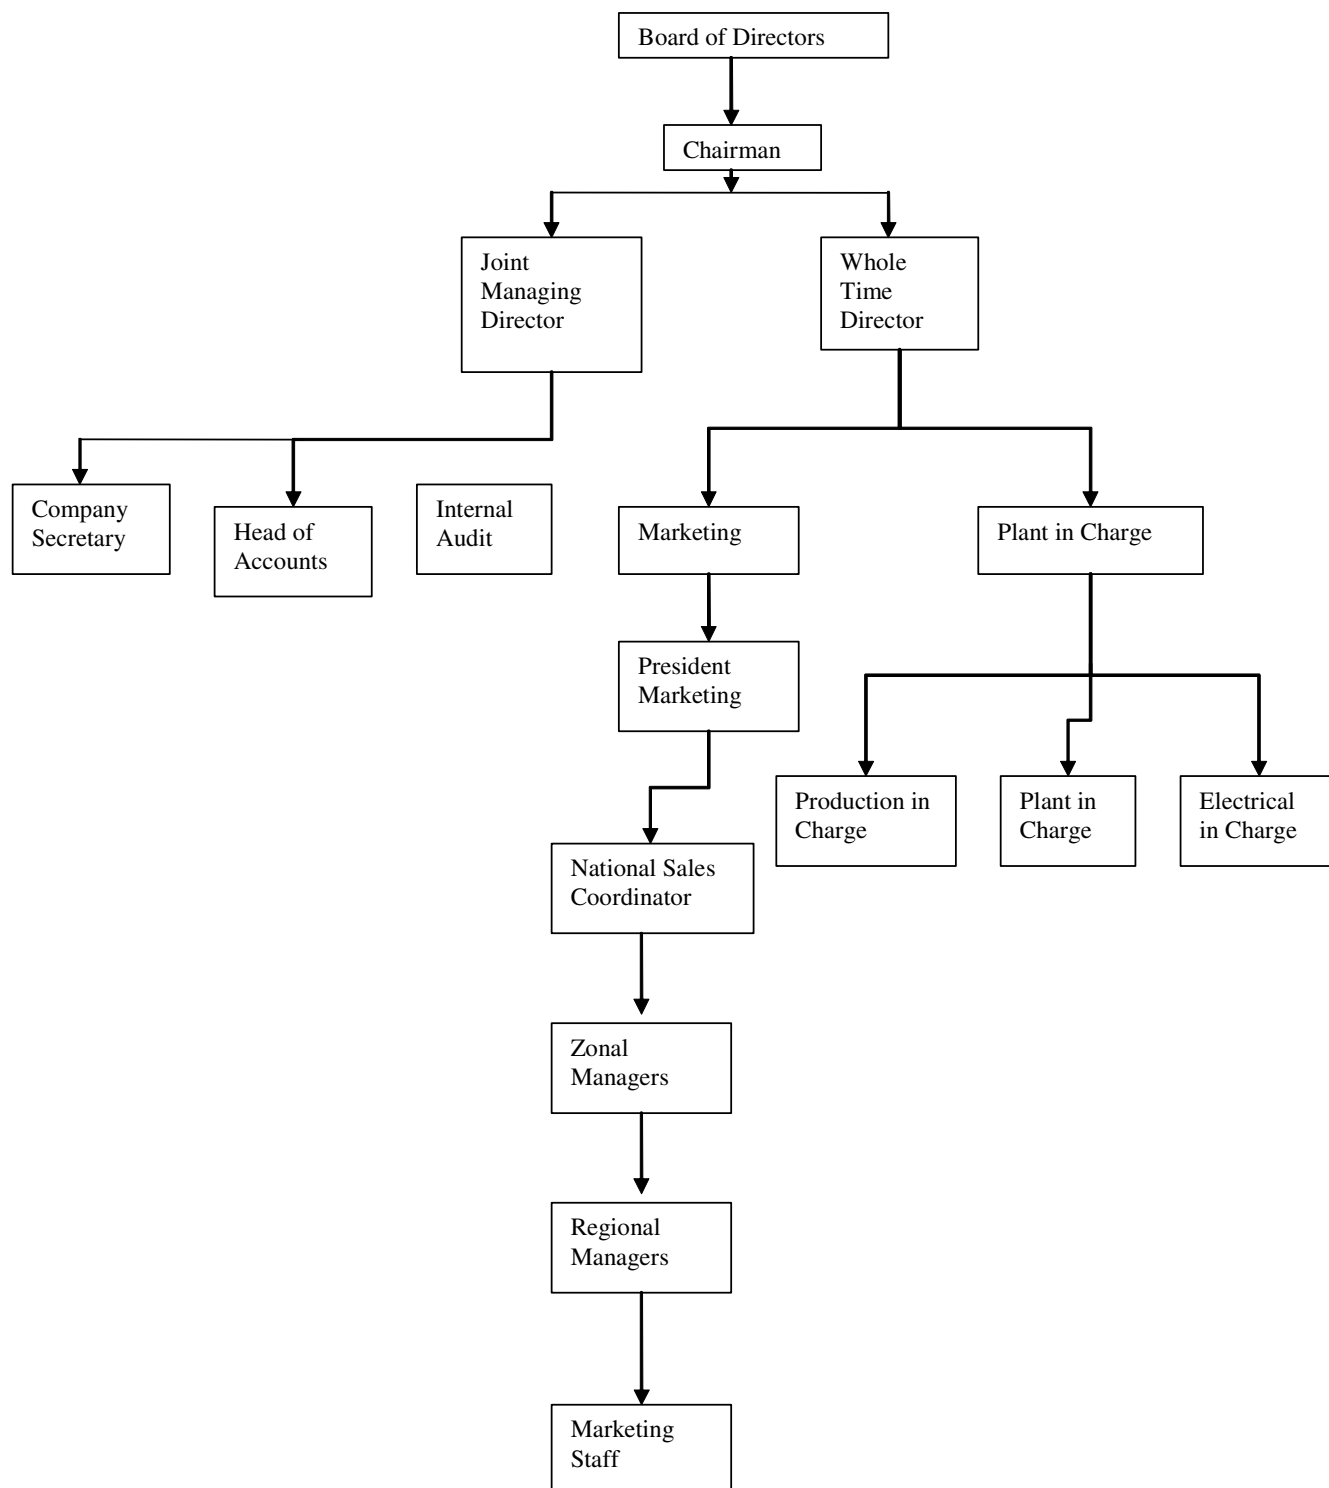 Board of Directors
Chairman
Joint
Managing
Director
Whole
Time
Director
Company
Secretary
Head of
Accounts
Internal
Audit
Marketing
Plant in Charge
President
Marketing
Production in
Charge
Plant in
Charge
Electrical
in Charge
National Sales
Coordinator
Zonal
Managers
Regional
Managers
Marketing
Staff